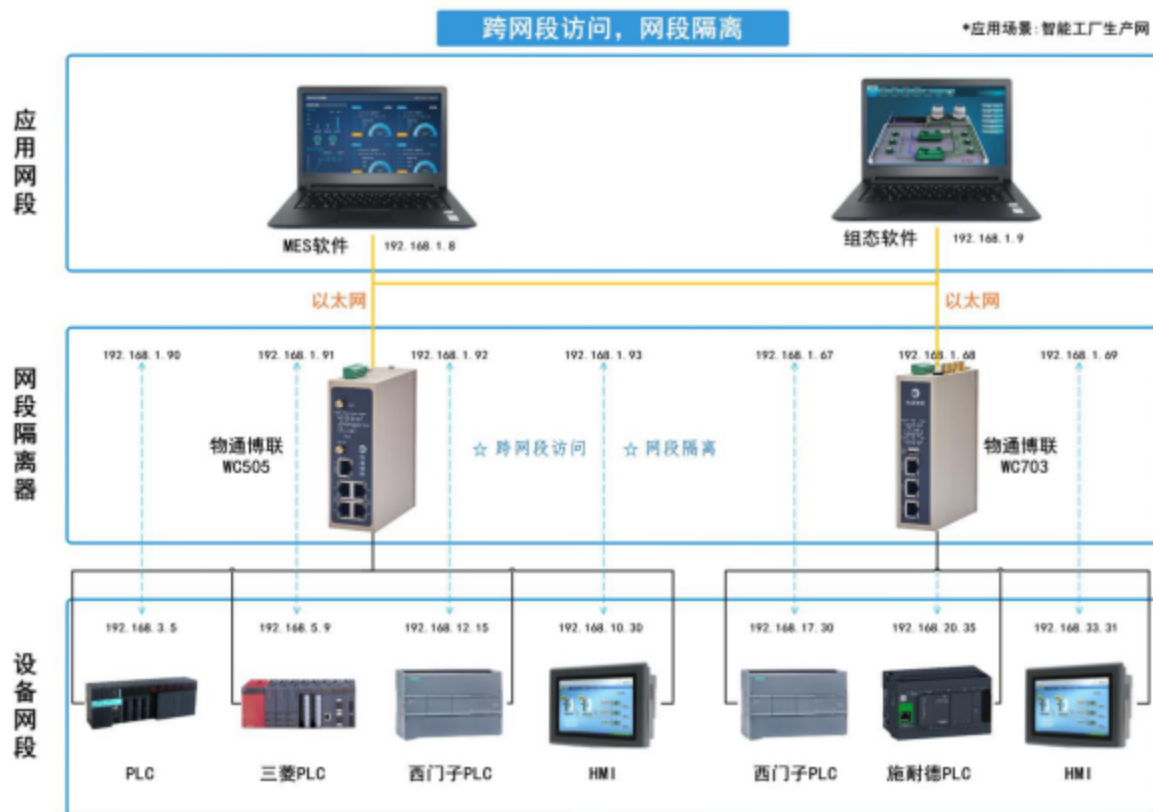 跨网段访问，网段隔离
*应用场景：智能工厂生产网
应用网段
MES软件
192.168.1.8
组态软件
192.168.1.9
以太网
以太网
网段隔离器
192.168.1.90
192.168.1.91
192.168.1.92
192.168.1.93
192.168.1.67
192.168.1.68
192.168.1.69
物通博联
WC505
☆ 跨网段访问
☆ 网段隔离
物通博联
WC703
设备网段
192.168.3.5
192.168.5.9
192.168.12.15
192.168.10.30
192.168.17.30
192.168.20.35
192.168.33.31
PLC
三菱PLC
西门子PLC
HMI
西门子PLC
施耐德PLC
HMI